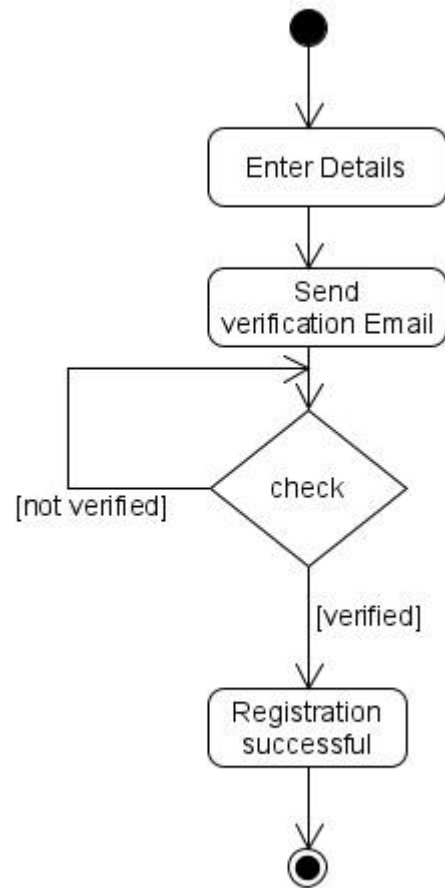 Enter Details
Send
verification Email
check
[not verified]
[verified]
Registration
successful